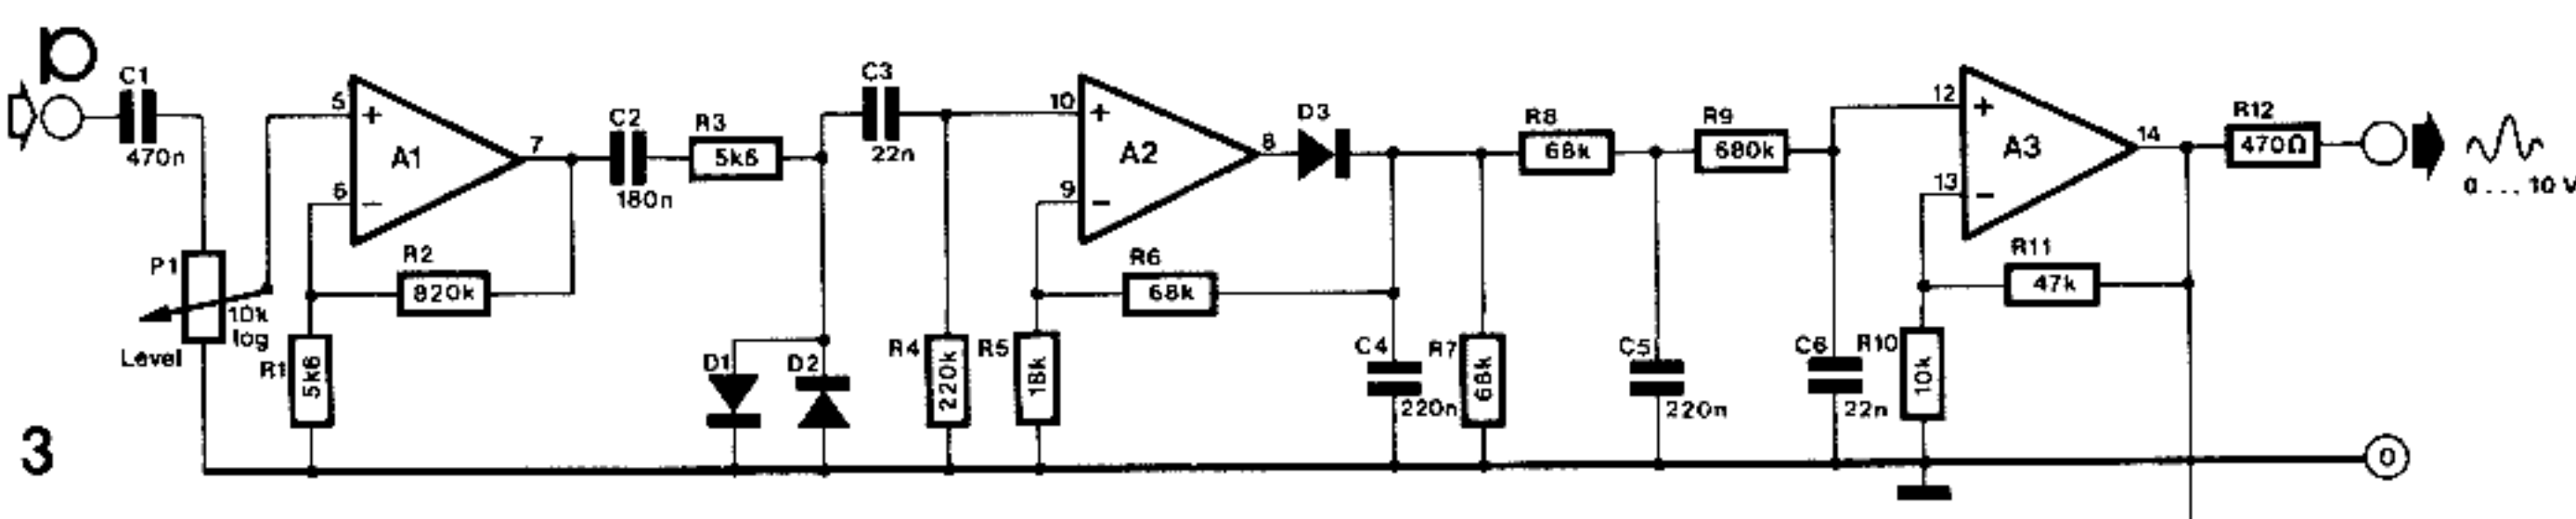 C1
470n
P1
10k
log
Level
5
+
6
−
A1
7
R2
820k
R1
5k6
C2
180n
R3
5k6
C3
22n
D1
D2
R4
220k
10
+
9
−
A2
8
R6
68k
R5
18k
D3
C4
220n
R7
68k
R8
68k
C5
220n
R9
680k
C6
22n
12
+
13
−
A3
14
R11
47k
R10
10k
R12
470Ω
0 ... 10 V
0
3